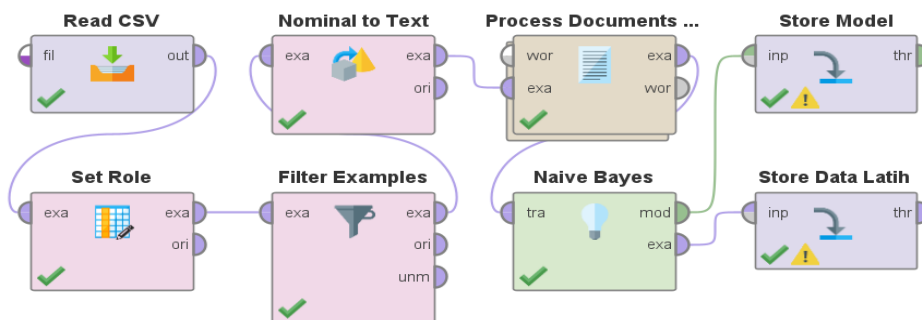 Read CSV
fil out
Nominal to Text
exa exa
ori
Process Documents ...
wor exa
exa wor
Store Model
inp thr
Set Role
exa exa
ori
Filter Examples
exa exa
ori
unm
Naive Bayes
tra mod
exa
Store Data Latih
inp thr